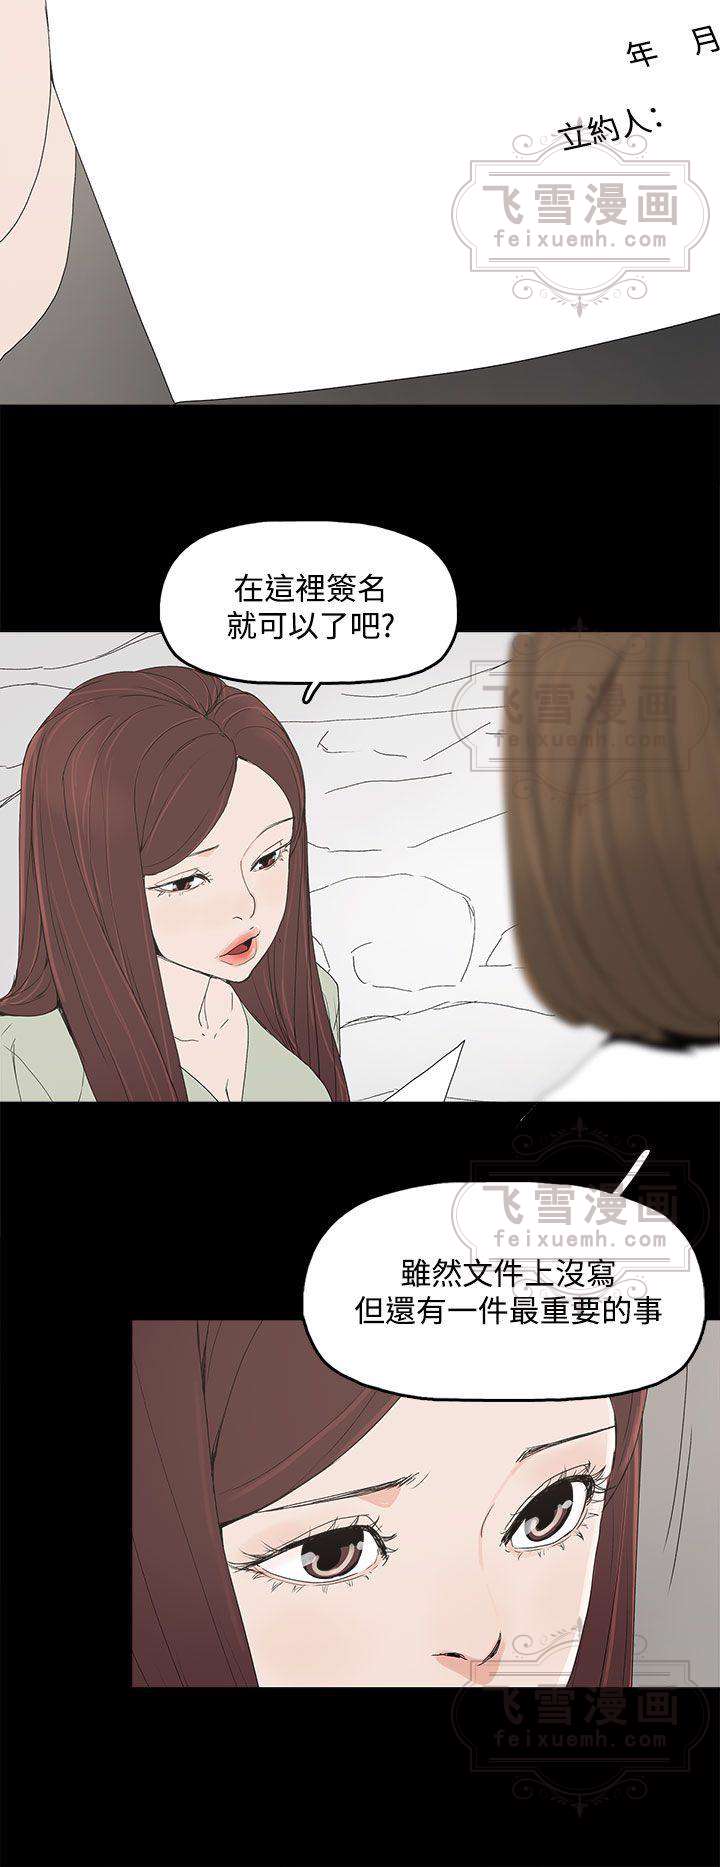 年 月
立約人:
飞雪漫画
feixuemh.com
在這裡簽名
就可以了吧?
飞雪漫画
feixuemh.com
飞雪漫画
feixuemh.com
雖然文件上沒寫
但還有一件最重要的事
飞雪漫画
feixuemh.com